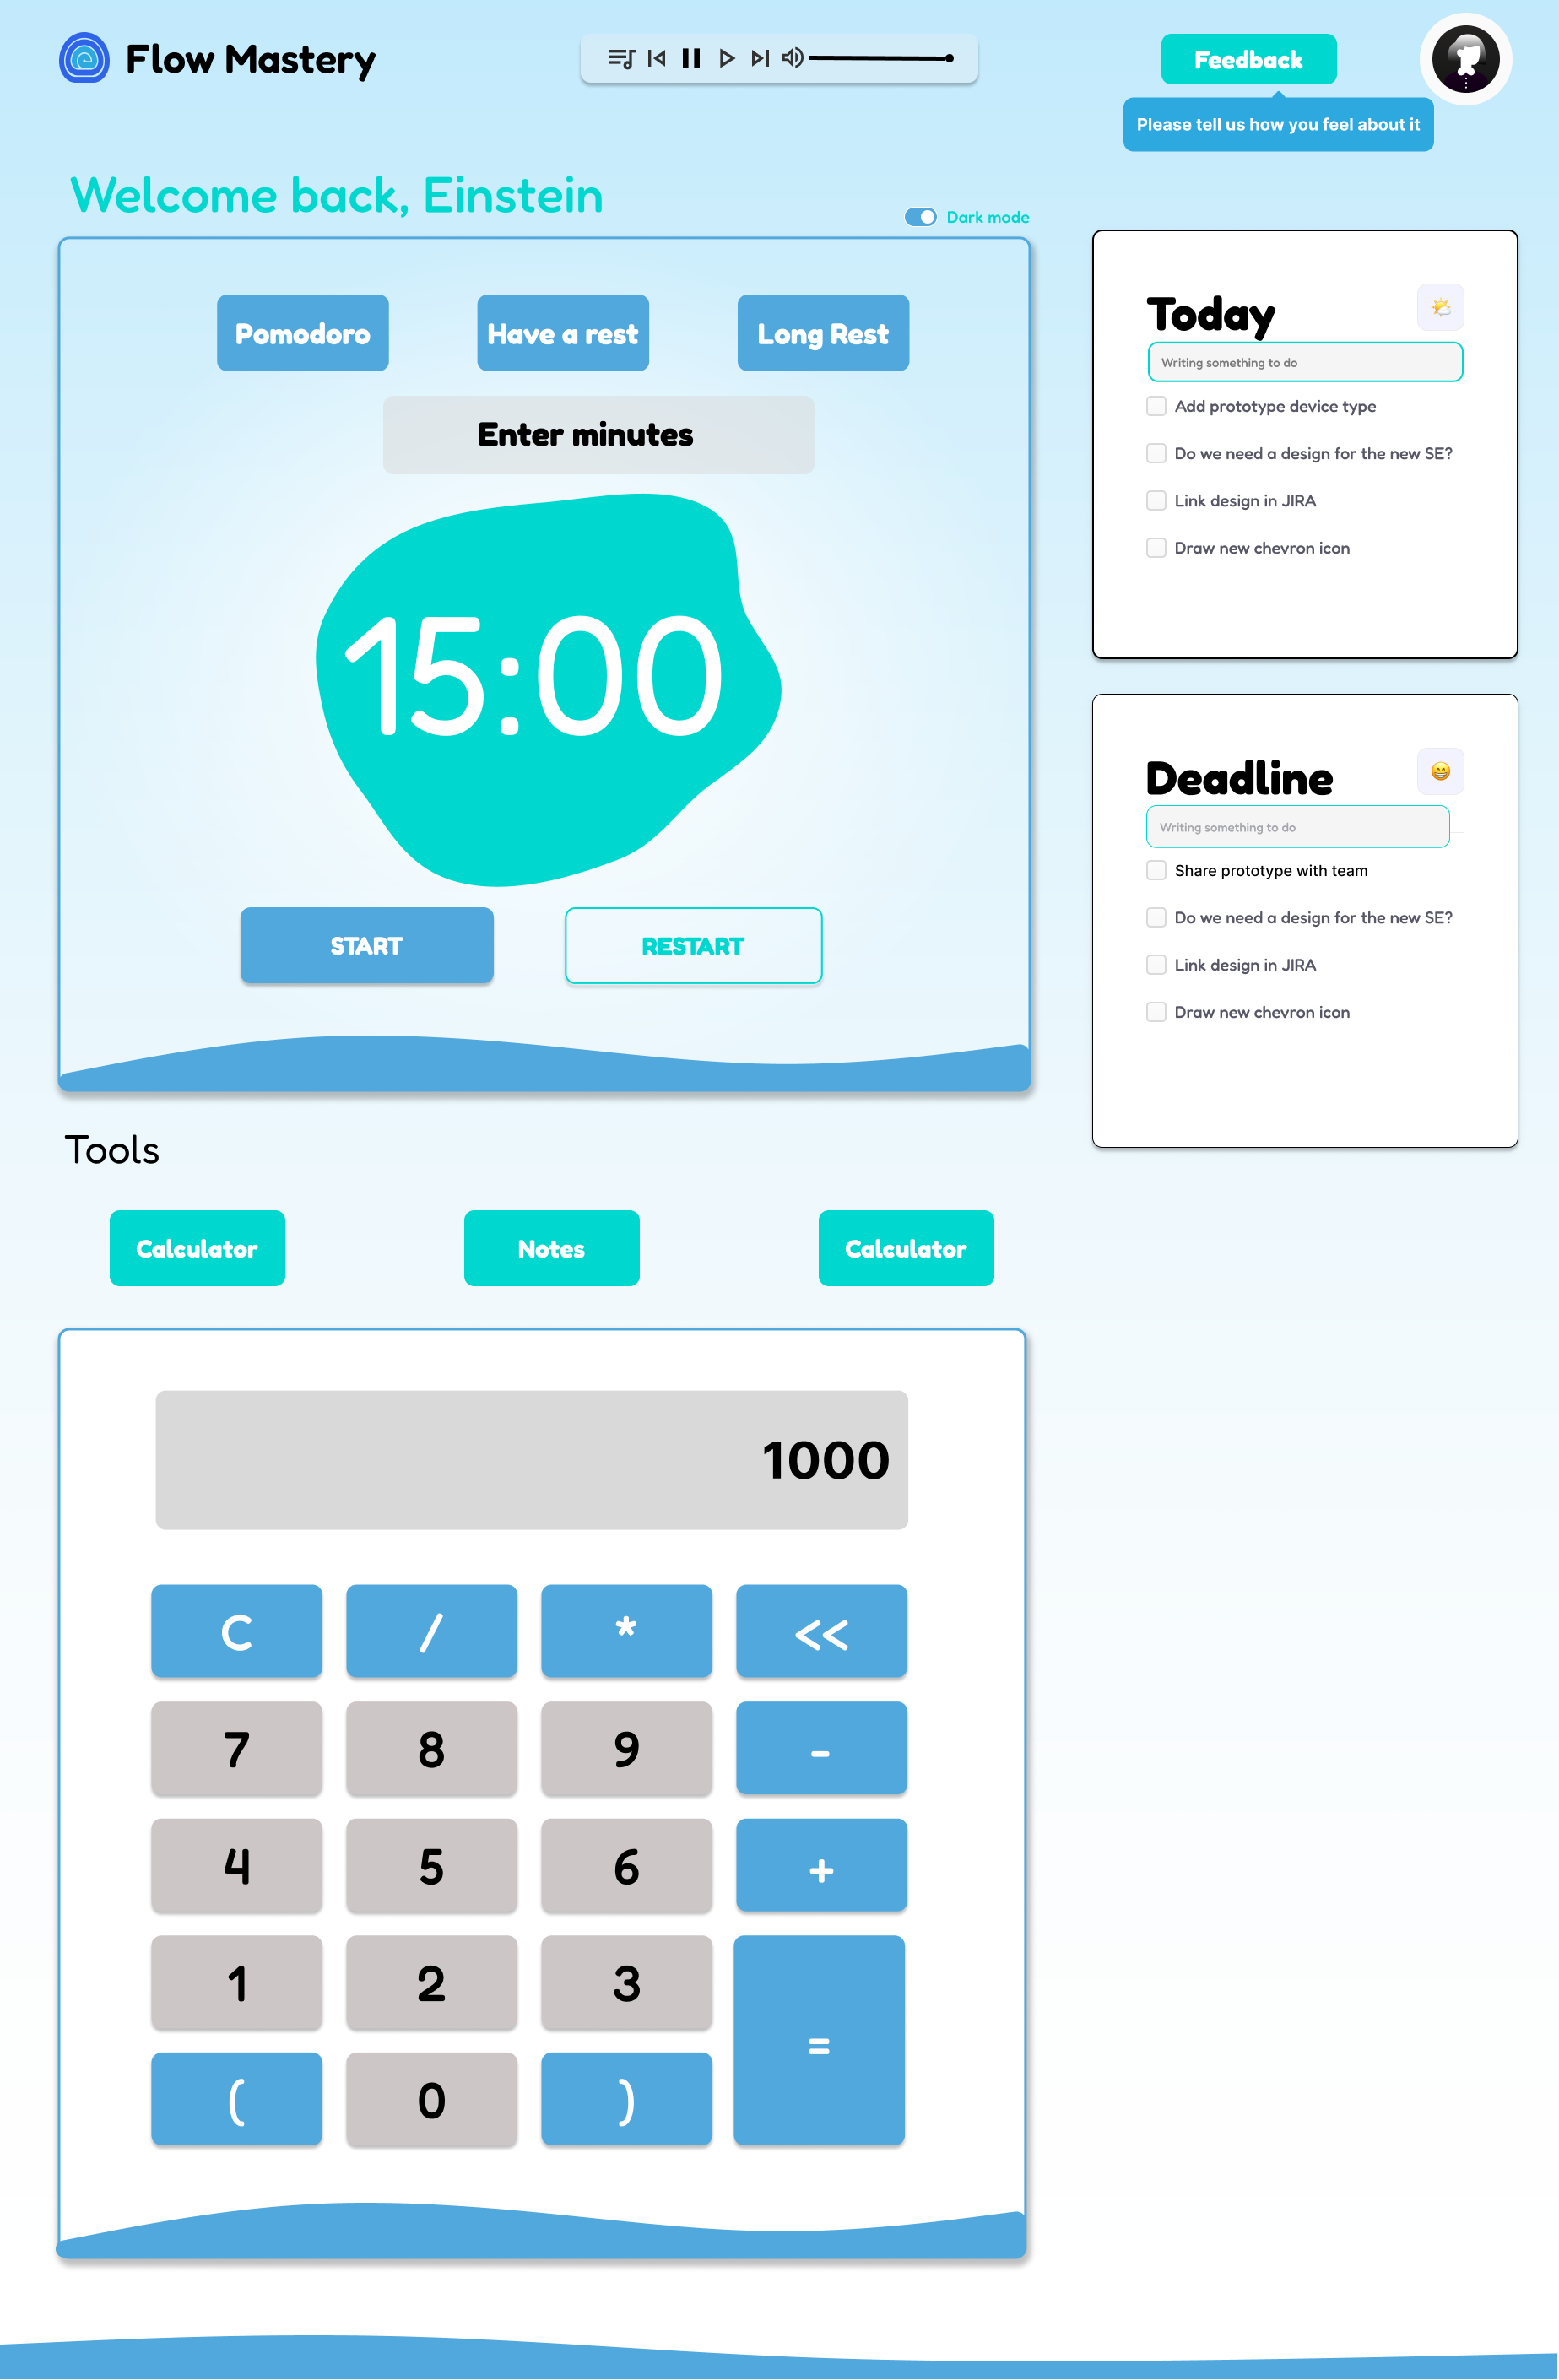 Flow Mastery
Feedback
Please tell us how you feel about it
Welcome back, Einstein
Dark mode
Pomodoro
Have a rest
Long Rest
Enter minutes
15:00
START
RESTART
Today
Writing something to do
Add prototype device type
Do we need a design for the new SE?
Link design in JIRA
Draw new chevron icon
Deadline
Writing something to do
Share prototype with team
Do we need a design for the new SE?
Link design in JIRA
Draw new chevron icon
Tools
Calculator
Notes
Calculator
1000
C / * <<
7 8 9 -
4 5 6 +
1 2 3
=
( 0 )